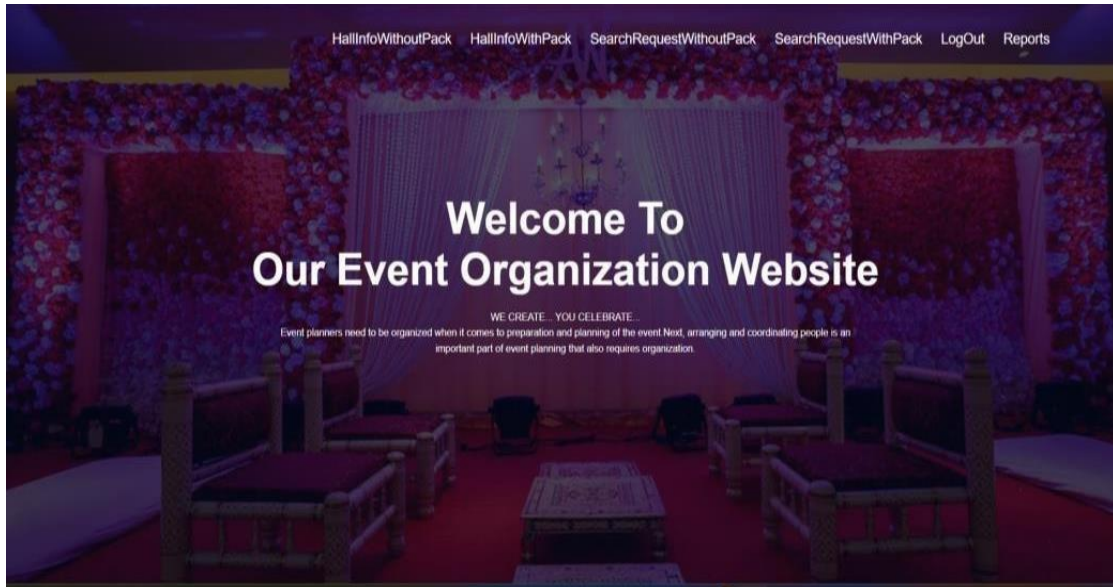 HallInfoWithoutPack HallInfoWithPack SearchRequestWithoutPack SearchRequestWithPack LogOut Reports
Welcome To
Our Event Organization Website
WE CREATE... YOU CELEBRATE...
Event planners need to be organized when it comes to preparation and planning of the event Next, arranging and coordinating people is an
important part of event planning that also requires organization.